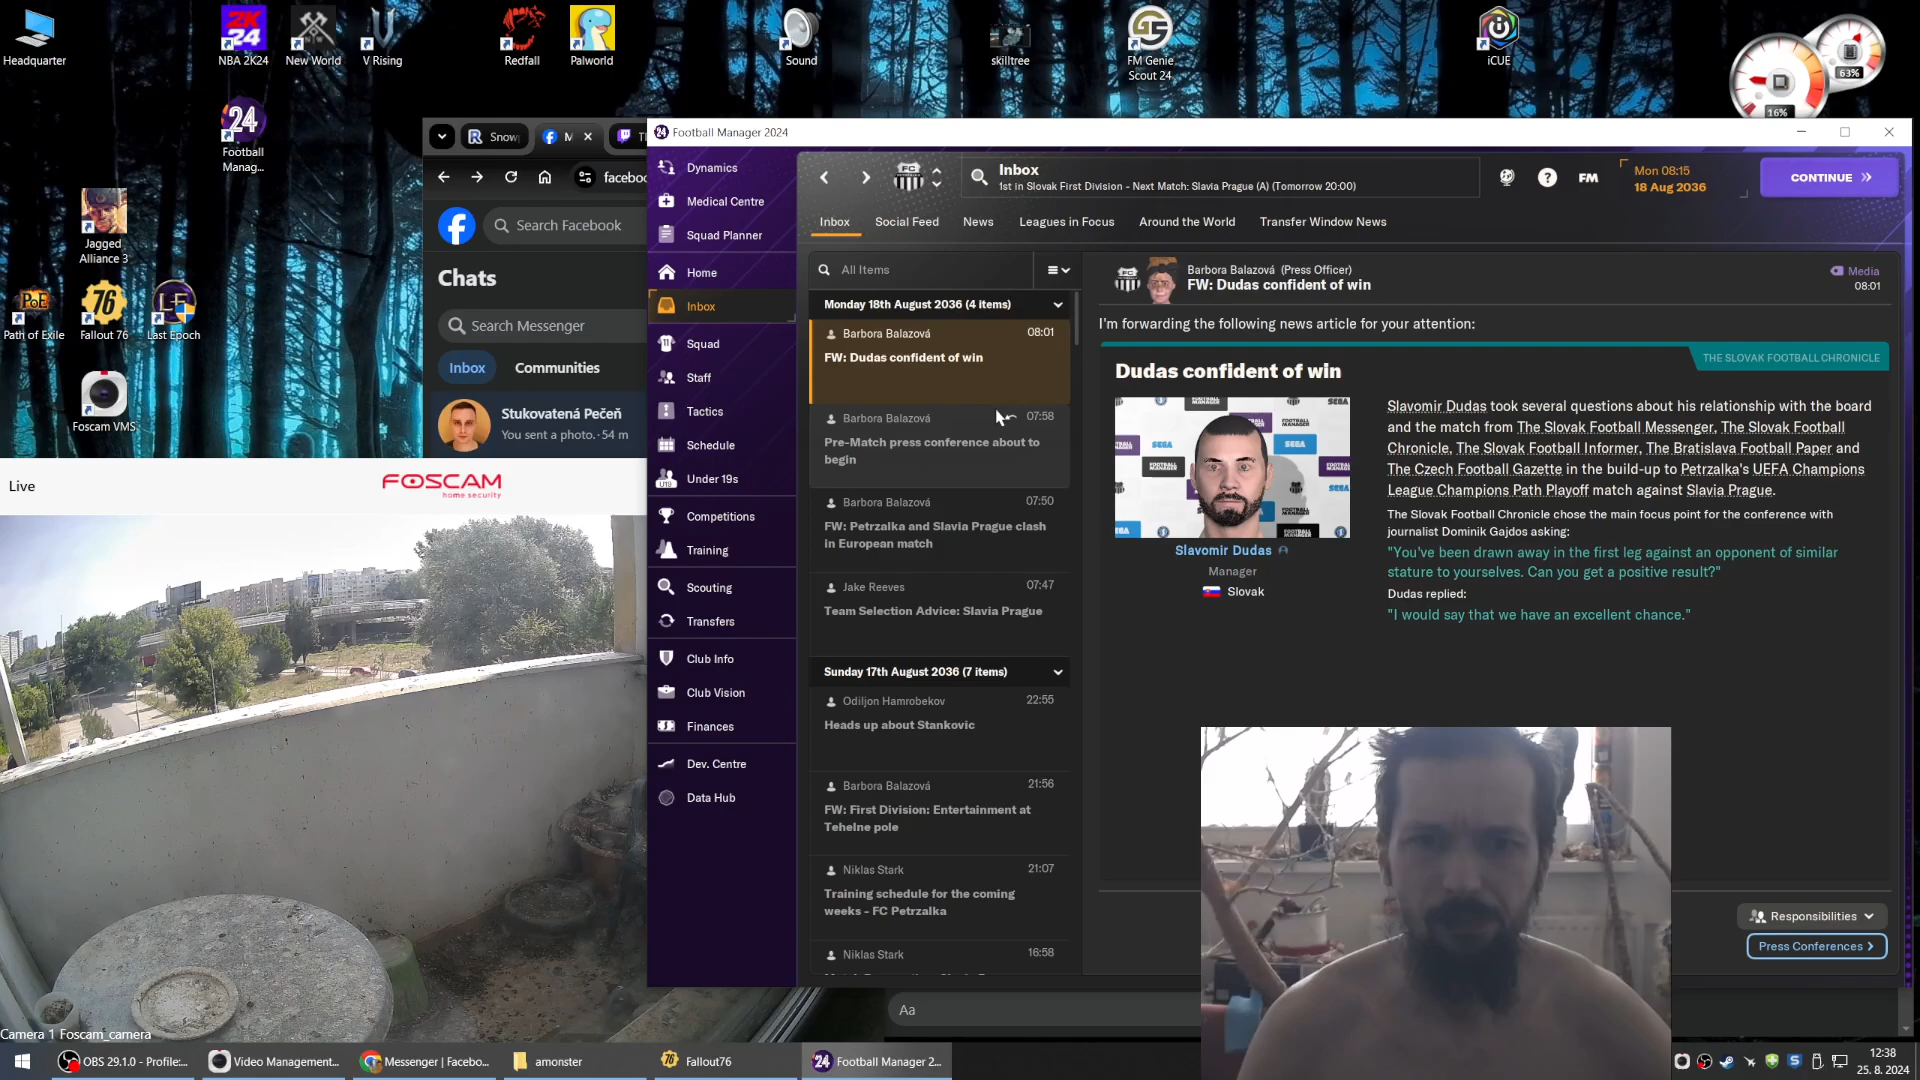 Headquarter
NBA 2K24
New World
V Rising
Redfall
Palworld
Sound
skilltree
FM Genie
Scout 24
iCUE
63%
16%
Football
Manag...
Jagged
Alliance 3
Path of Exile
Fallout 76
Last Epoch
Foscam VMS
Snow
M
facebo
Search Facebook
Chats
Search Messenger
Inbox
Communities
Stukovatená Pečeň
You sent a photo. · 54 m
Live
FOSCAM
home security
Camera 1 Foscam_camera
Football Manager 2024
Dynamics
Medical Centre
Squad Planner
Home
Inbox
Squad
Staff
Tactics
Schedule
Under 19s
Competitions
Training
Scouting
Transfers
Club Info
Club Vision
Finances
Dev. Centre
Data Hub
Inbox
1st in Slovak First Division - Next Match: Slavia Prague (A) (Tomorrow 20:00)
FM
Mon 08:15
18 Aug 2036
CONTINUE
Inbox
Social Feed
News
Leagues in Focus
Around the World
Transfer Window News
All Items
Monday 18th August 2036 (4 items)
Barbora Balazová 08:01
FW: Dudas confident of win
Barbora Balazová 07:58
Pre-Match press conference about to
begin
Barbora Balazová 07:50
FW: Petrzalka and Slavia Prague clash
in European match
Jake Reeves 07:47
Team Selection Advice: Slavia Prague
Sunday 17th August 2036 (7 items)
Odiljon Hamrobekov 22:55
Heads up about Stankovic
Barbora Balazová 21:56
FW: First Division: Entertainment at
Tehelne pole
Niklas Stark 21:07
Training schedule for the coming
weeks - FC Petrzalka
Niklas Stark 16:58
Barbora Balazová (Press Officer)
FW: Dudas confident of win
Media
08:01
I'm forwarding the following news article for your attention:
THE SLOVAK FOOTBALL CHRONICLE
Dudas confident of win
Slavomir Dudas
Manager
Slovak
Slavomir Dudas took several questions about his relationship with the board
and the match from The Slovak Football Messenger, The Slovak Football
Chronicle, The Slovak Football Informer, The Bratislava Football Paper and
The Czech Football Gazette in the build-up to Petrzalka's UEFA Champions
League Champions Path Playoff match against Slavia Prague.
The Slovak Football Chronicle chose the main focus point for the conference with
journalist Dominik Gajdos asking:
"You've been drawn away in the first leg against an opponent of similar
stature to yourselves. Can you get a positive result?"
Dudas replied:
"I would say that we have an excellent chance."
Responsibilities
Press Conferences
Aa
OBS 29.1.0 - Profile:...
Video Management...
Messenger | Facebo...
amonster
Fallout76
Football Manager 2...
12:38
25. 8. 2024